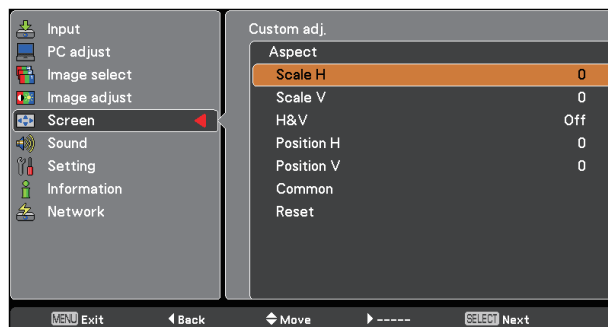 Input
PC adjust
Image select
Image adjust
Screen
Sound
Setting
Information
Network
Custom adj.
Aspect
Scale H 0
Scale V 0
H&V Off
Position H 0
Position V 0
Common
Reset
MENU Exit ◀Back ◆Move ▶----- SELECT Next